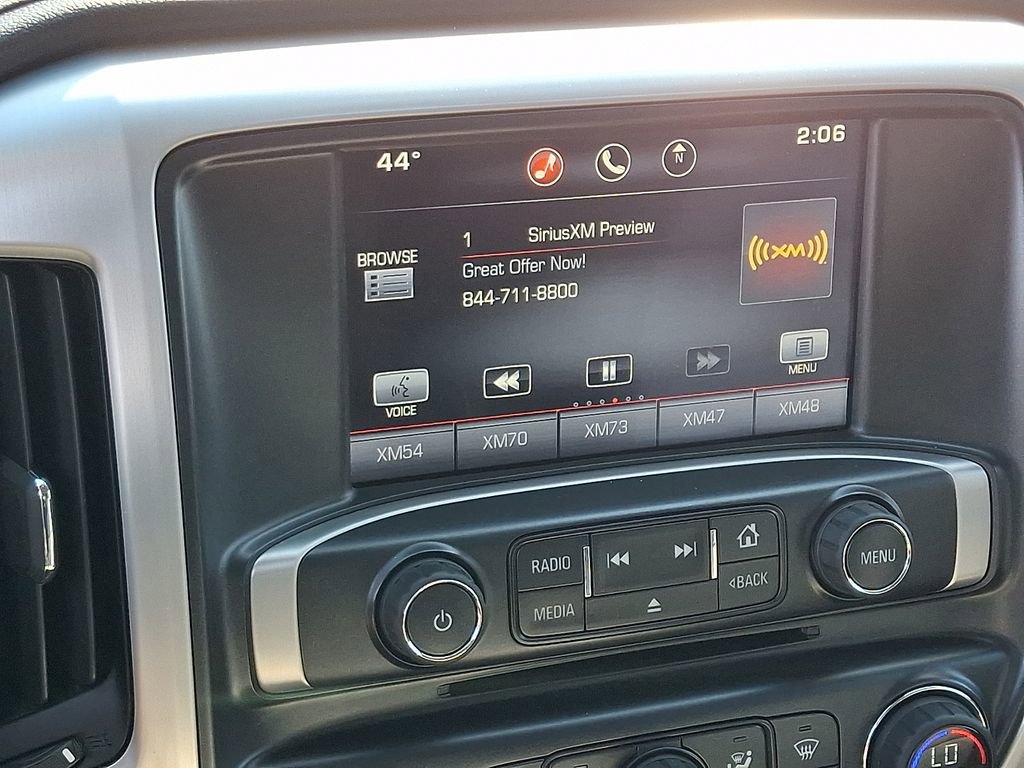 44°
N
2:06
BROWSE
1 SiriusXM Preview
Great Offer Now!
844-711-8800
((((XM))))
VOICE
MENU
XM54
XM70
XM73
XM47
XM48
RADIO
MEDIA
BACK
MENU
LO